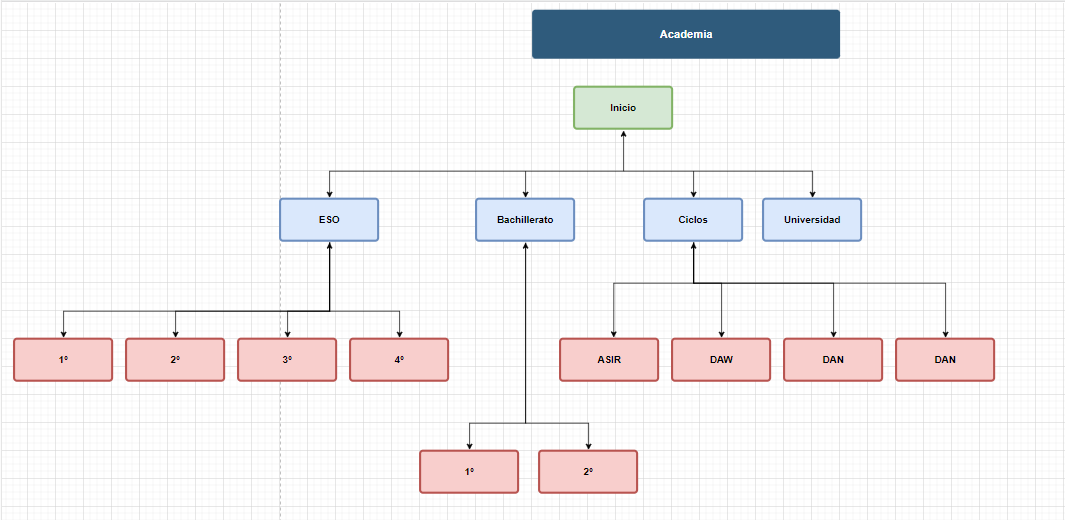 Academia
Inicio
ESO
Bachillerato
Ciclos
Universidad
1º
2º
3º
4º
ASIR
DAW
DAN
DAN
1º
2º